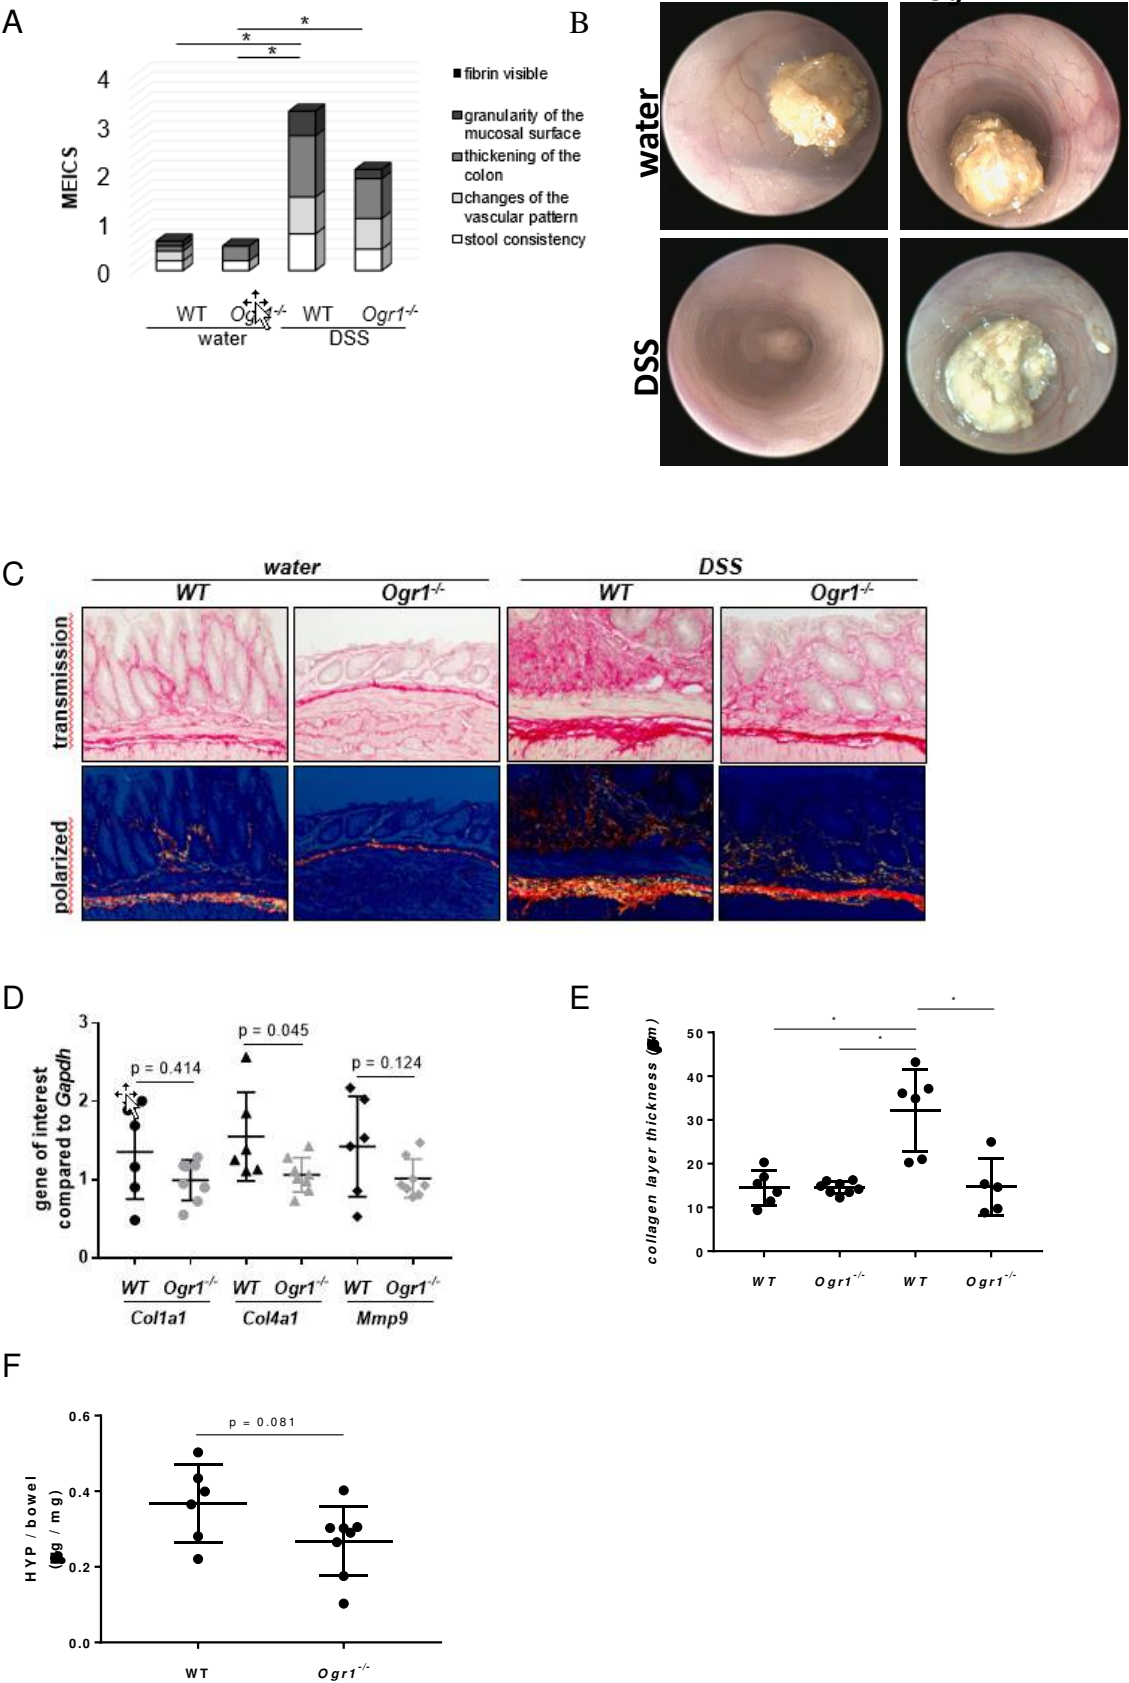 A
*
*
*
4
3
2
1
0
MEICS
fibrin visible
granularity of the
mucosal surface
thickening of the
colon
changes of the
vascular pattern
stool consistency
WT
WT
Ogr1-/-
water
DSS
B
water
DSS
C
water
DSS
WT
Ogr1-/-
WT
Ogr1-/-
transmission
polarized
D
3
2
1
0
gene of interest
compared to Gapdh
p = 0.414
p = 0.045
p = 0.124
WT Ogr1-/- WT Ogr1-/- WT Ogr1-/-
Col1a1
Col4a1
Mmp9
E
*
*
*
50
40
30
20
10
0
collagen layer thickness
WT
Ogr1-/-
WT
Ogr1-/-
F
0.6
0.4
0.2
0.0
HYP / bowel
g / mg)
p = 0.081
WT
Ogr1-/-